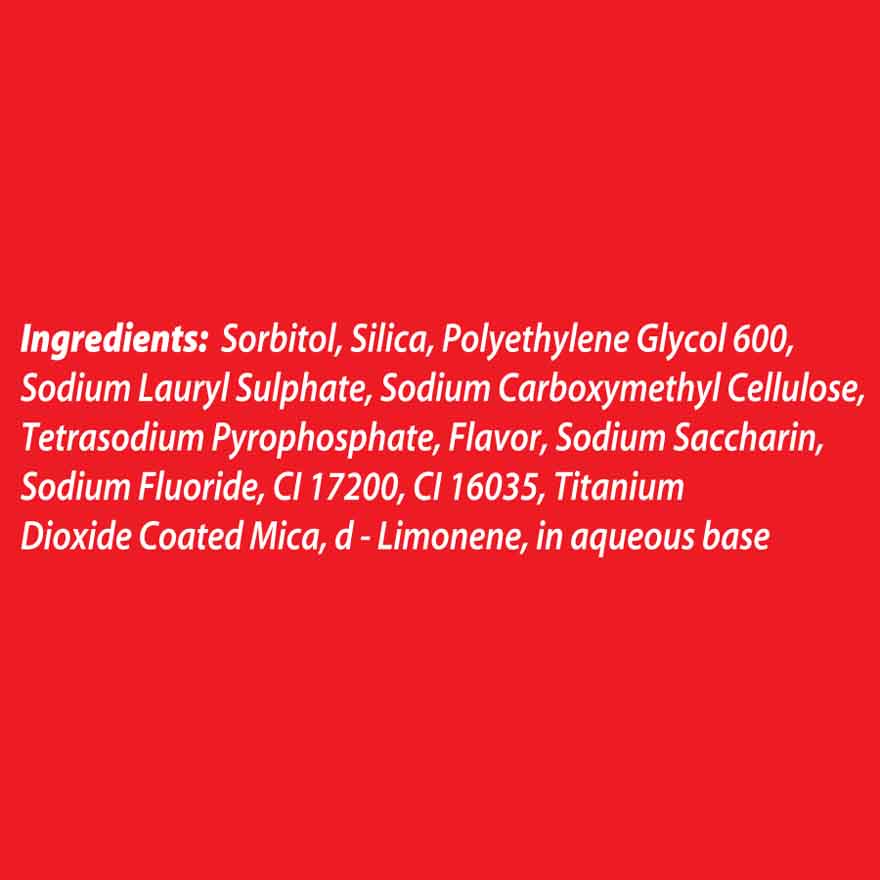 Ingredients: Sorbitol, Silica, Polyethylene Glycol 600,
Sodium Lauryl Sulphate, Sodium Carboxymethyl Cellulose,
Tetrasodium Pyrophosphate, Flavor, Sodium Saccharin,
Sodium Fluoride, CI 17200, CI 16035, Titanium
Dioxide Coated Mica, d - Limonene, in aqueous base